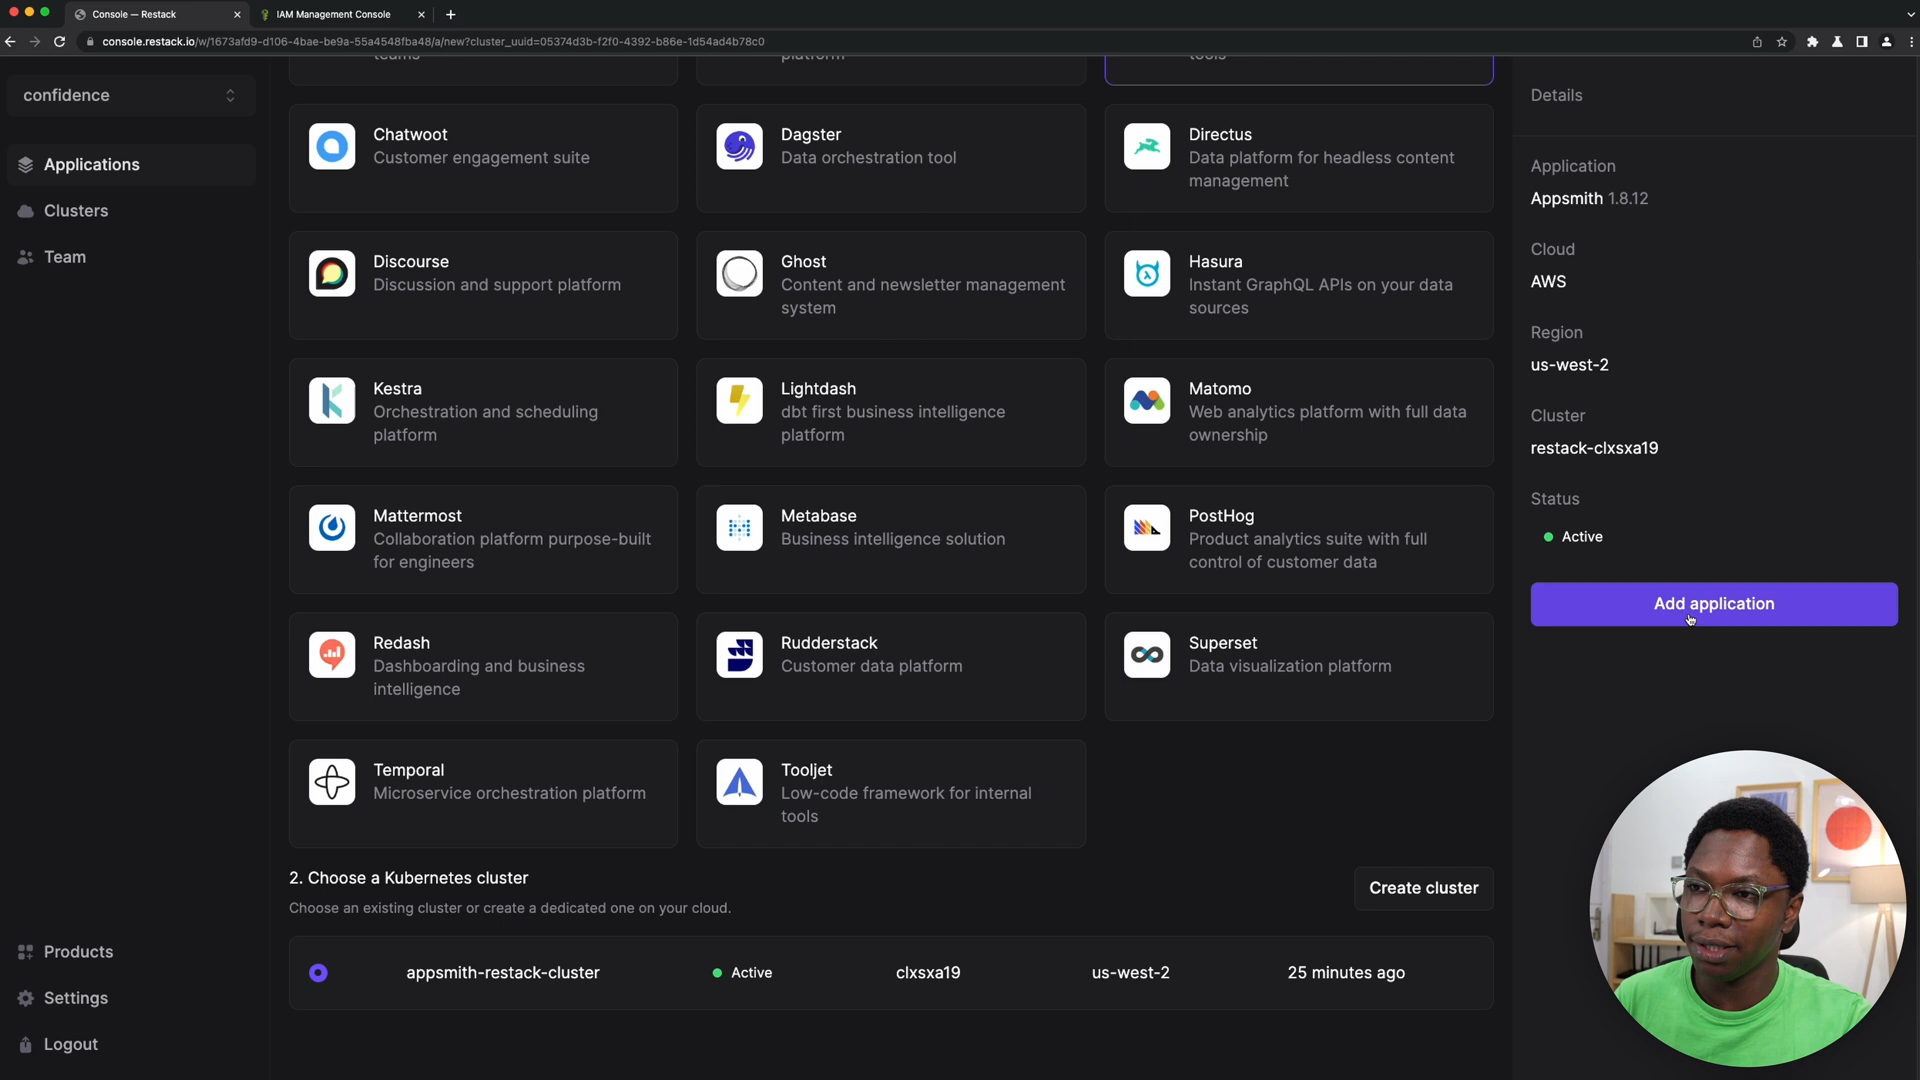 Console — Restack
IAM Management Console
console.restack.io/w/1673afd9-d106-4bae-be9a-55a4548fba48/a/new?cluster_uuid=05374d3b-f2f0-4392-b86e-1d54ad4b78c0
confidence
Applications
Clusters
Team
Products
Settings
Logout
teams
platform
tools
Chatwoot
Customer engagement suite
Dagster
Data orchestration tool
Directus
Data platform for headless content
management
Discourse
Discussion and support platform
Ghost
Content and newsletter management
system
Hasura
Instant GraphQL APIs on your data
sources
Kestra
Orchestration and scheduling
platform
Lightdash
dbt first business intelligence
platform
Matomo
Web analytics platform with full data
ownership
Mattermost
Collaboration platform purpose-built
for engineers
Metabase
Business intelligence solution
PostHog
Product analytics suite with full
control of customer data
Redash
Dashboarding and business
intelligence
Rudderstack
Customer data platform
Superset
Data visualization platform
Temporal
Microservice orchestration platform
Tooljet
Low-code framework for internal
tools
2. Choose a Kubernetes cluster
Choose an existing cluster or create a dedicated one on your cloud.
Create cluster
appsmith-restack-cluster Active clxsxa19 us-west-2 25 minutes ago
Details
Application
Appsmith 1.8.12
Cloud
AWS
Region
us-west-2
Cluster
restack-clxsxa19
Status
Active
Add application